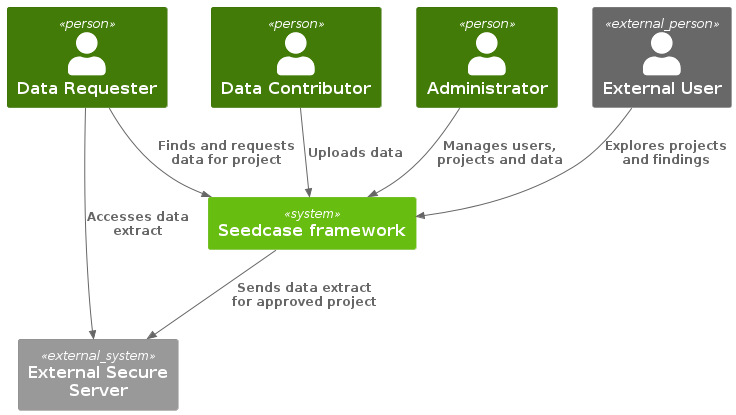 «person»
Data Requester
«person»
Data Contributor
«person»
Administrator
«external_person»
External User
Finds and requests
data for project
Uploads data
Manages users,
projects and data
Explores projects
and findings
Accesses data
extract
«system»
Seedcase framework
Sends data extract
for approved project
«external_system»
External Secure
Server